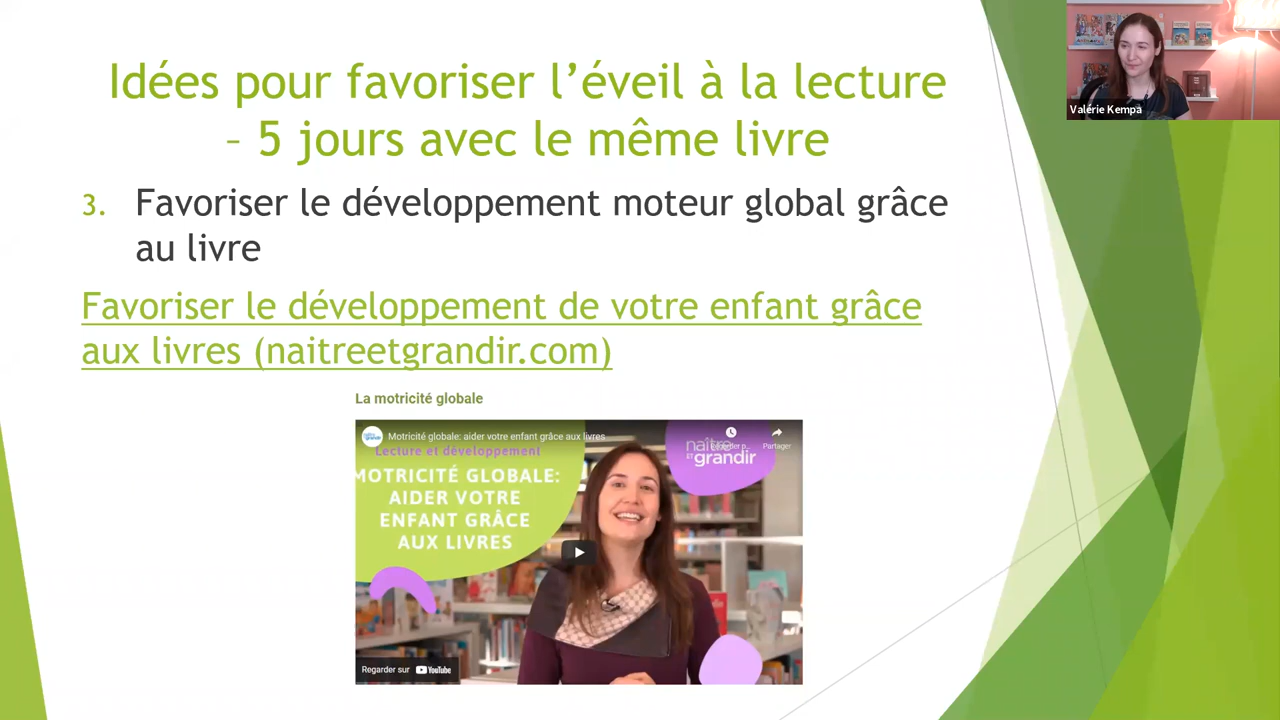 Idées pour favoriser l’éveil à la lecture
– 5 jours avec le même livre
Valérie Kempa
3. Favoriser le développement moteur global grâce
au livre
Favoriser le développement de votre enfant grâce
aux livres (naitreetgrandir.com)
La motricité globale
Motricité globale: aider votre enfant grâce aux livres
Partager
Lecture et développement
naître
ET grandir
MOTRICITÉ GLOBALE:
AIDER VOTRE
ENFANT GRÂCE
AUX LIVRES
Regarder sur YouTube